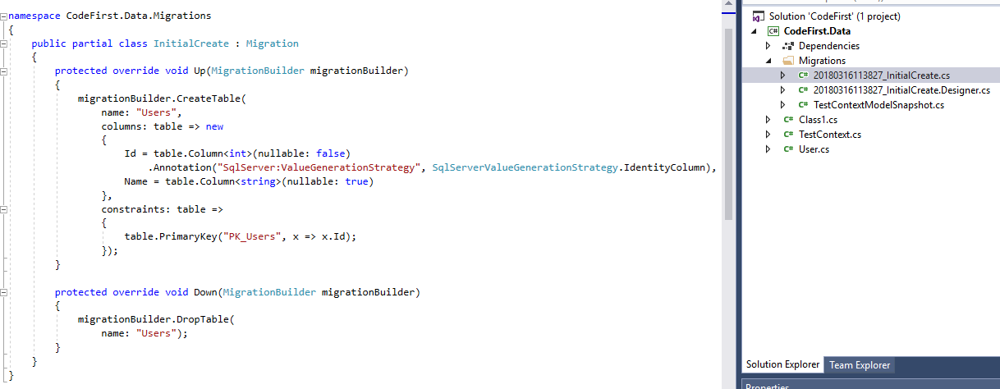 namespace CodeFirst.Data.Migrations
{
    public partial class InitialCreate : Migration
    {
        protected override void Up(MigrationBuilder migrationBuilder)
        {
            migrationBuilder.CreateTable(
                name: "Users",
                columns: table => new
                {
                    Id = table.Column<int>(nullable: false)
                        .Annotation("SqlServer:ValueGenerationStrategy", SqlServerValueGenerationStrategy.IdentityColumn),
                    Name = table.Column<string>(nullable: true)
                },
                constraints: table =>
                {
                    table.PrimaryKey("PK_Users", x => x.Id);
                });
        }

        protected override void Down(MigrationBuilder migrationBuilder)
        {
            migrationBuilder.DropTable(
                name: "Users");
        }
    }
}
Solution 'CodeFirst' (1 project)
C# CodeFirst.Data
Dependencies
Migrations
C# 20180316113827_InitialCreate.cs
C# 20180316113827_InitialCreate.Designer.cs
C# TestContextModelSnapshot.cs
C# Class1.cs
C# TestContext.cs
C# User.cs
Solution Explorer Team Explorer
Properties